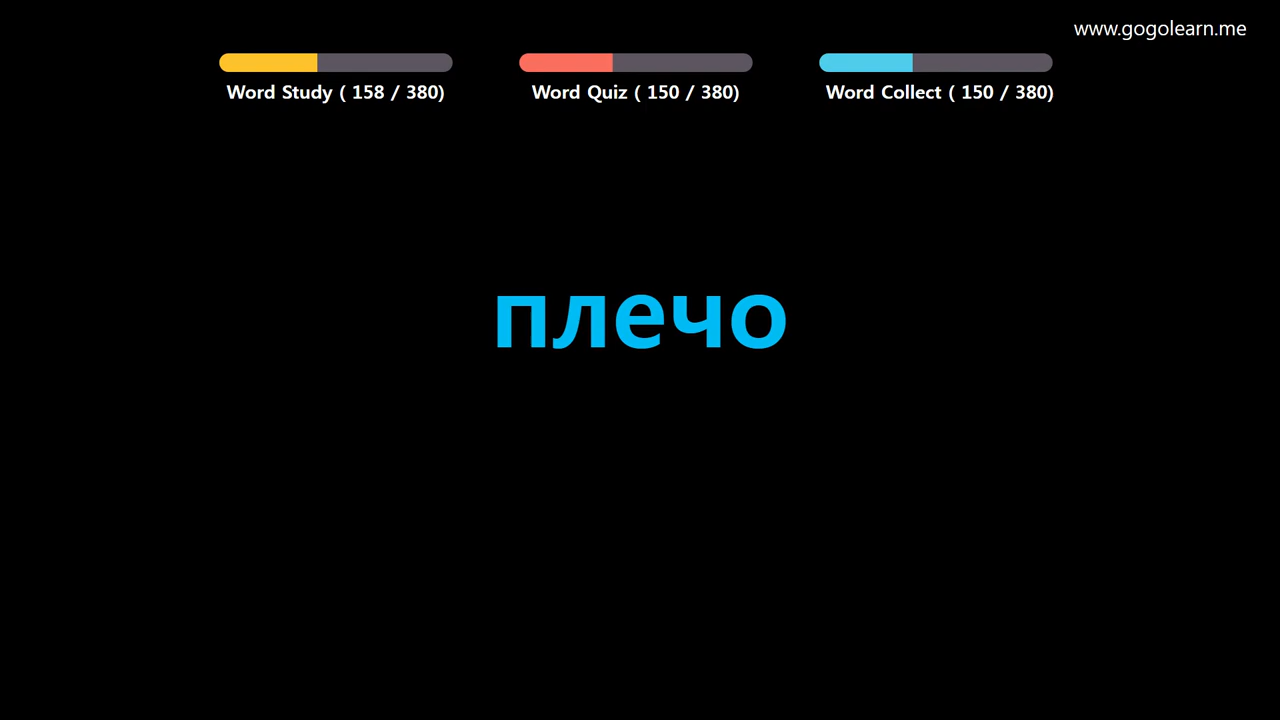 www.gogolearn.me
Word Study ( 158 / 380)
Word Quiz ( 150 / 380)
Word Collect ( 150 / 380)
плечо